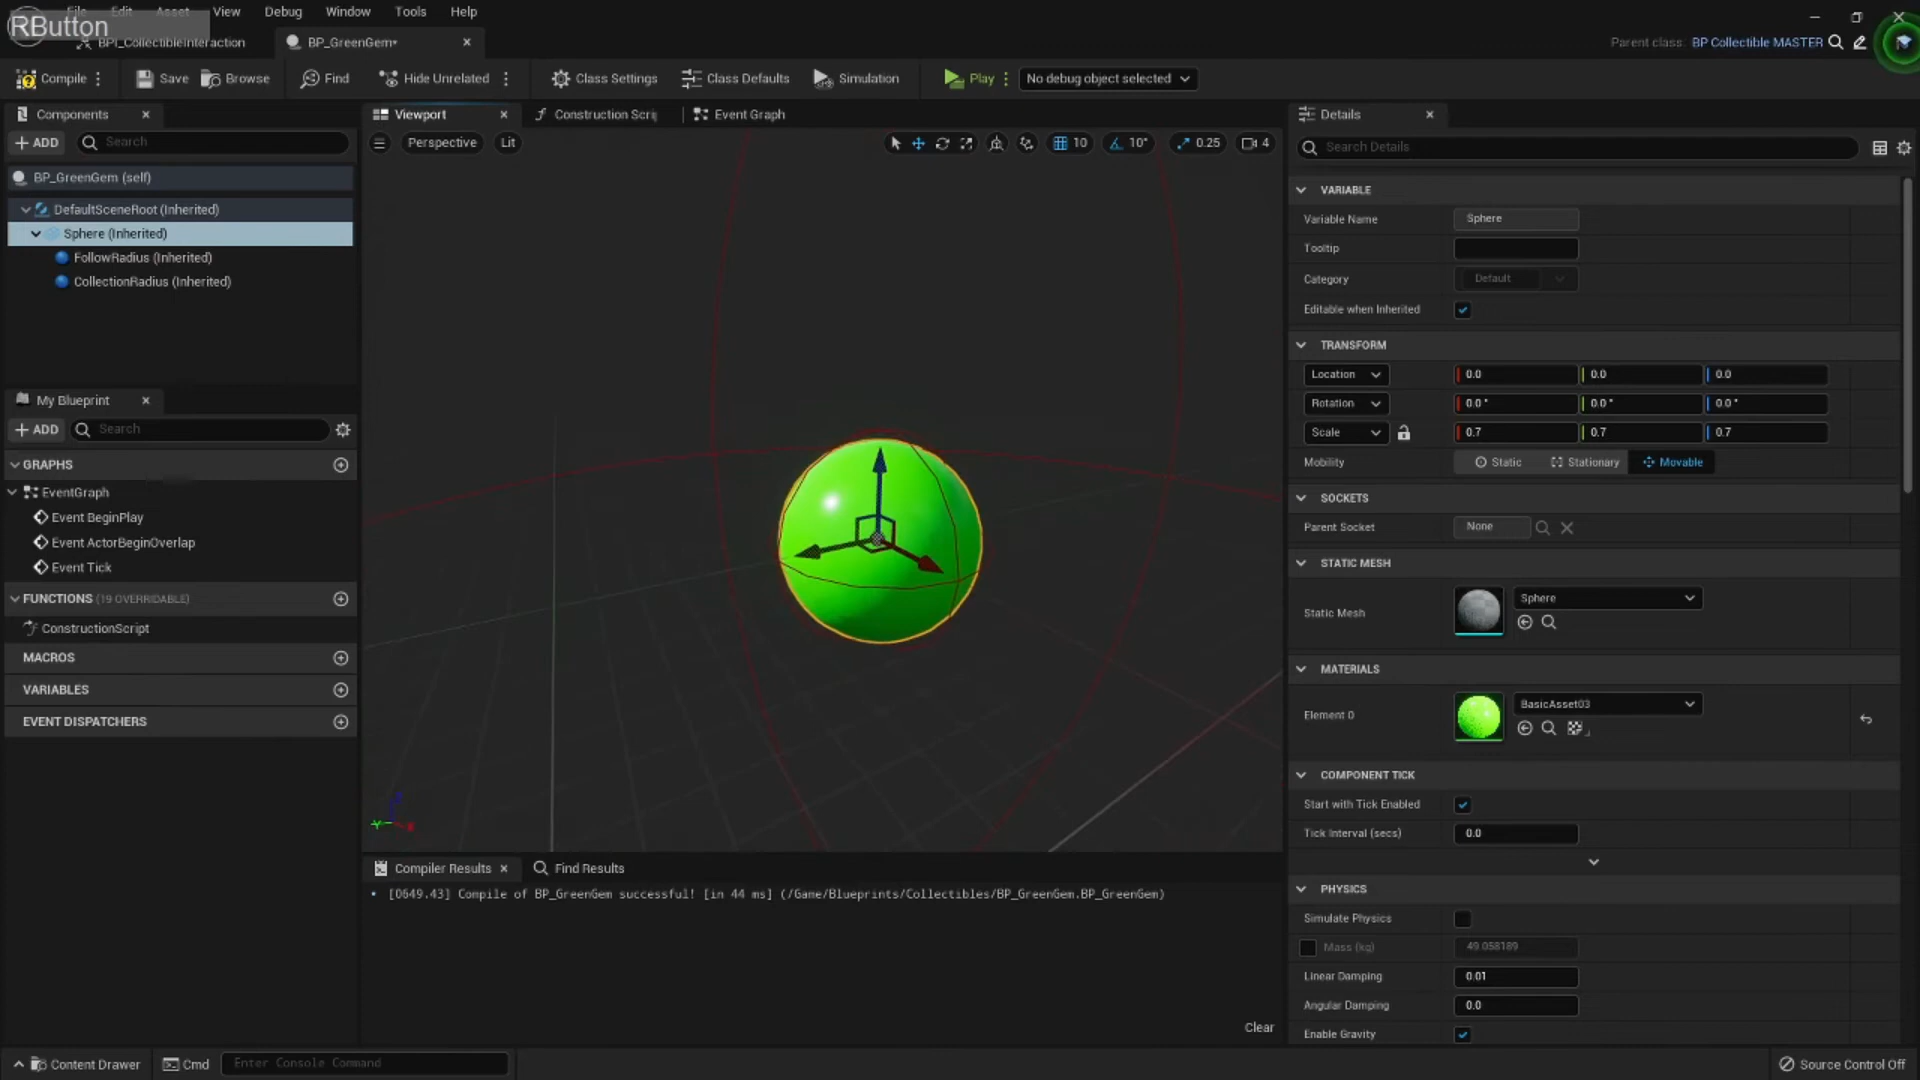 File Edit Asset View Debug Window Tools Help
RButton
BPI_CollectibleInteraction
BP_GreenGem•
Parent class: BP Collectible MASTER
Compile
Save
Browse
Find
Hide Unrelated
Class Settings
Class Defaults
Simulation
Play
No debug object selected
Components
ADD
Search
BP_GreenGem (self)
DefaultSceneRoot (Inherited)
Sphere (Inherited)
FollowRadius (Inherited)
CollectionRadius (Inherited)
My Blueprint
ADD
Search
GRAPHS
EventGraph
Event BeginPlay
Event ActorBeginOverlap
Event Tick
FUNCTIONS (19 OVERRIDABLE)
ConstructionScript
MACROS
VARIABLES
EVENT DISPATCHERS
Viewport
Construction Scrip
Event Graph
Perspective
Lit
10
10°
0.25
4
Compiler Results
Find Results
[0649.43] Compile of BP_GreenGem successful! [in 44 ms] (/Game/Blueprints/Collectibles/BP_GreenGem.BP_GreenGem)
Clear
Details
Search Details
VARIABLE
Variable Name Sphere
Tooltip
Category Default
Editable when Inherited
TRANSFORM
Location 0.0 0.0 0.0
Rotation 0.0° 0.0° 0.0°
Scale 0.7 0.7 0.7
Mobility Static Stationary Movable
SOCKETS
Parent Socket None
STATIC MESH
Static Mesh Sphere
MATERIALS
Element 0 BasicAsset03
COMPONENT TICK
Start with Tick Enabled
Tick Interval (secs) 0.0
PHYSICS
Simulate Physics
Mass (kg) 49.058189
Linear Damping 0.01
Angular Damping 0.0
Enable Gravity
Content Drawer
Cmd
Enter Console Command
Source Control Off